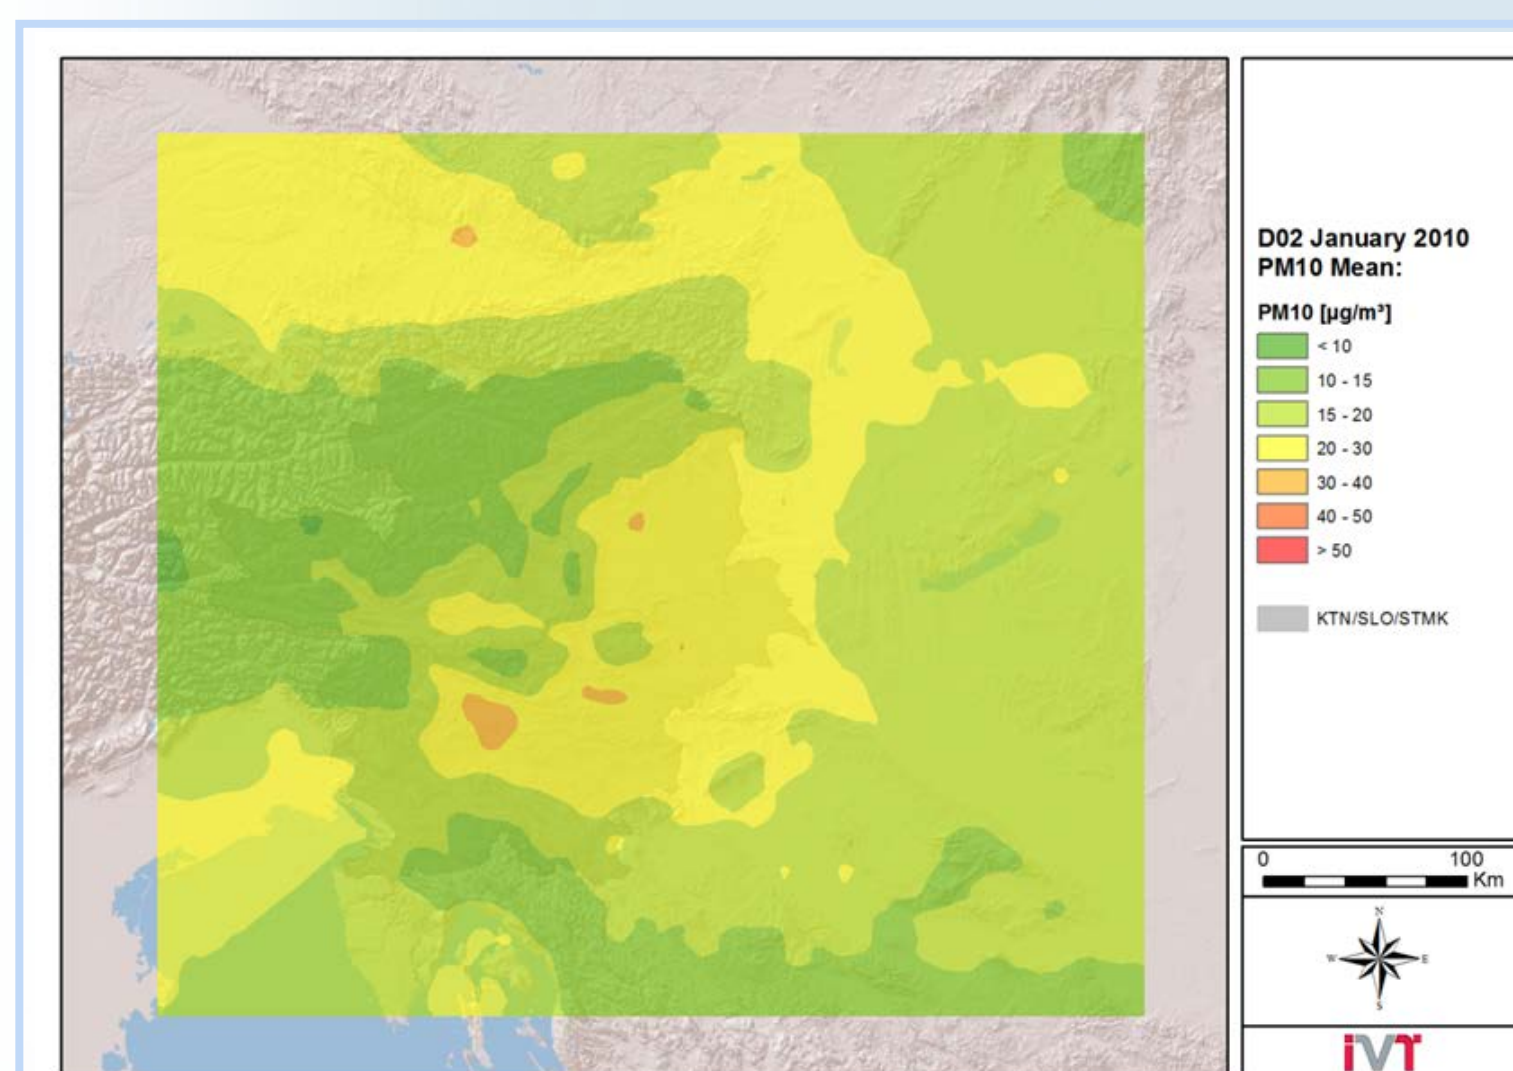 D02 January 2010
PM10 Mean:
PM10 [µg/m³]
< 10
10 - 15
15 - 20
20 - 30
30 - 40
40 - 50
> 50
KTN/SLO/STMK
0 100
Km
N
W E
S
iVT